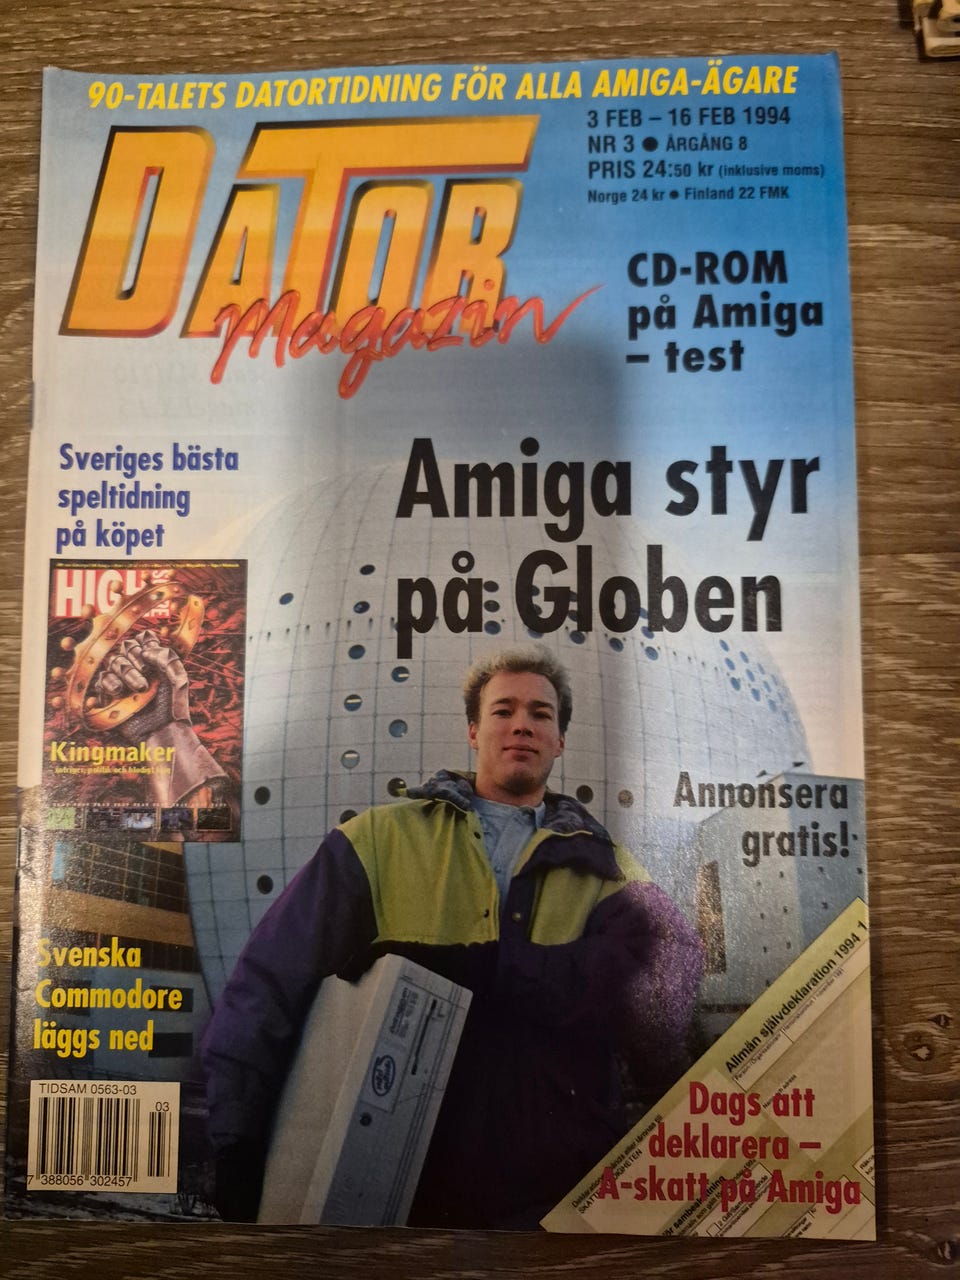 90-TALETS DATORTIDNING FÖR ALLA AMIGA-ÄGARE
3 FEB – 16 FEB 1994
NR 3 ● ÅRGÅNG 8
PRIS 24:50 kr (inklusive moms)
Norge 24 kr ● Finland 22 FMK
DATOR
Magazin
CD-ROM
på Amiga
– test
Sveriges bästa
speltidning
på köpet
Amiga styr
på Globen
HIGH
SCORE
Kingmaker
Annonsera
gratis!
Svenska
Commodore
läggs ned
TIDSAM 0563-03
03
7 388056 302457
Allmän självdeklaration 1994 1
Dags att
deklarera –
A-skatt på Amiga